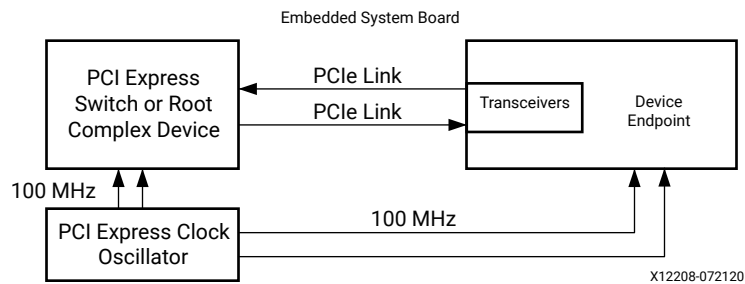 Embedded System Board
PCI Express
Switch or Root
Complex Device
PCIe Link
PCIe Link
Transceivers
Device
Endpoint
100 MHz
PCI Express Clock
Oscillator
100 MHz
X12208-072120